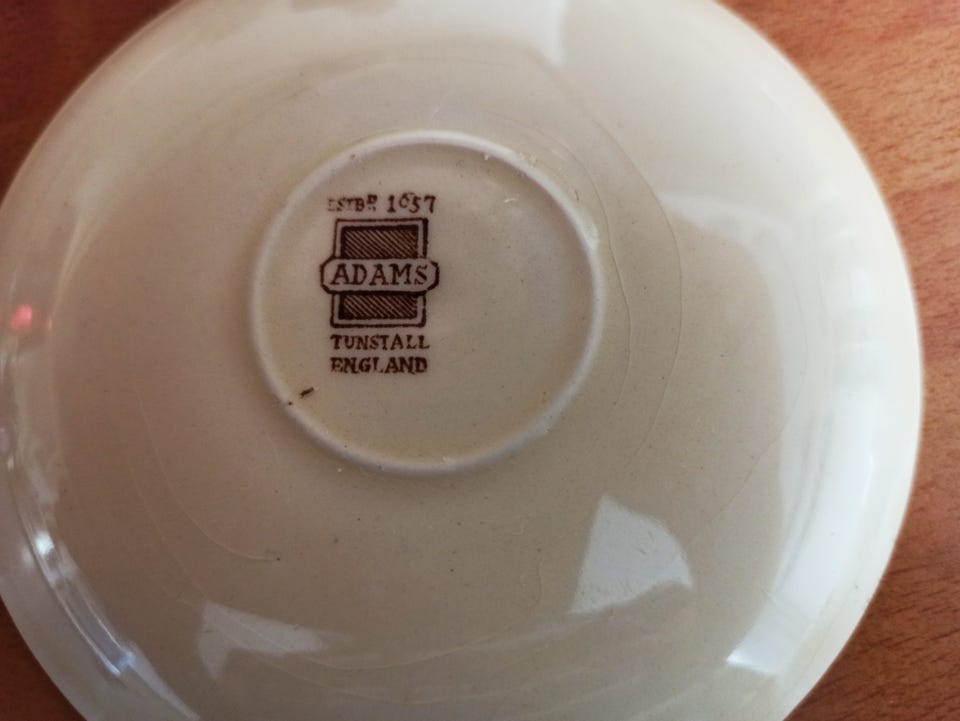 ESTBD 1657
ADAMS
TUNSTALL
ENGLAND